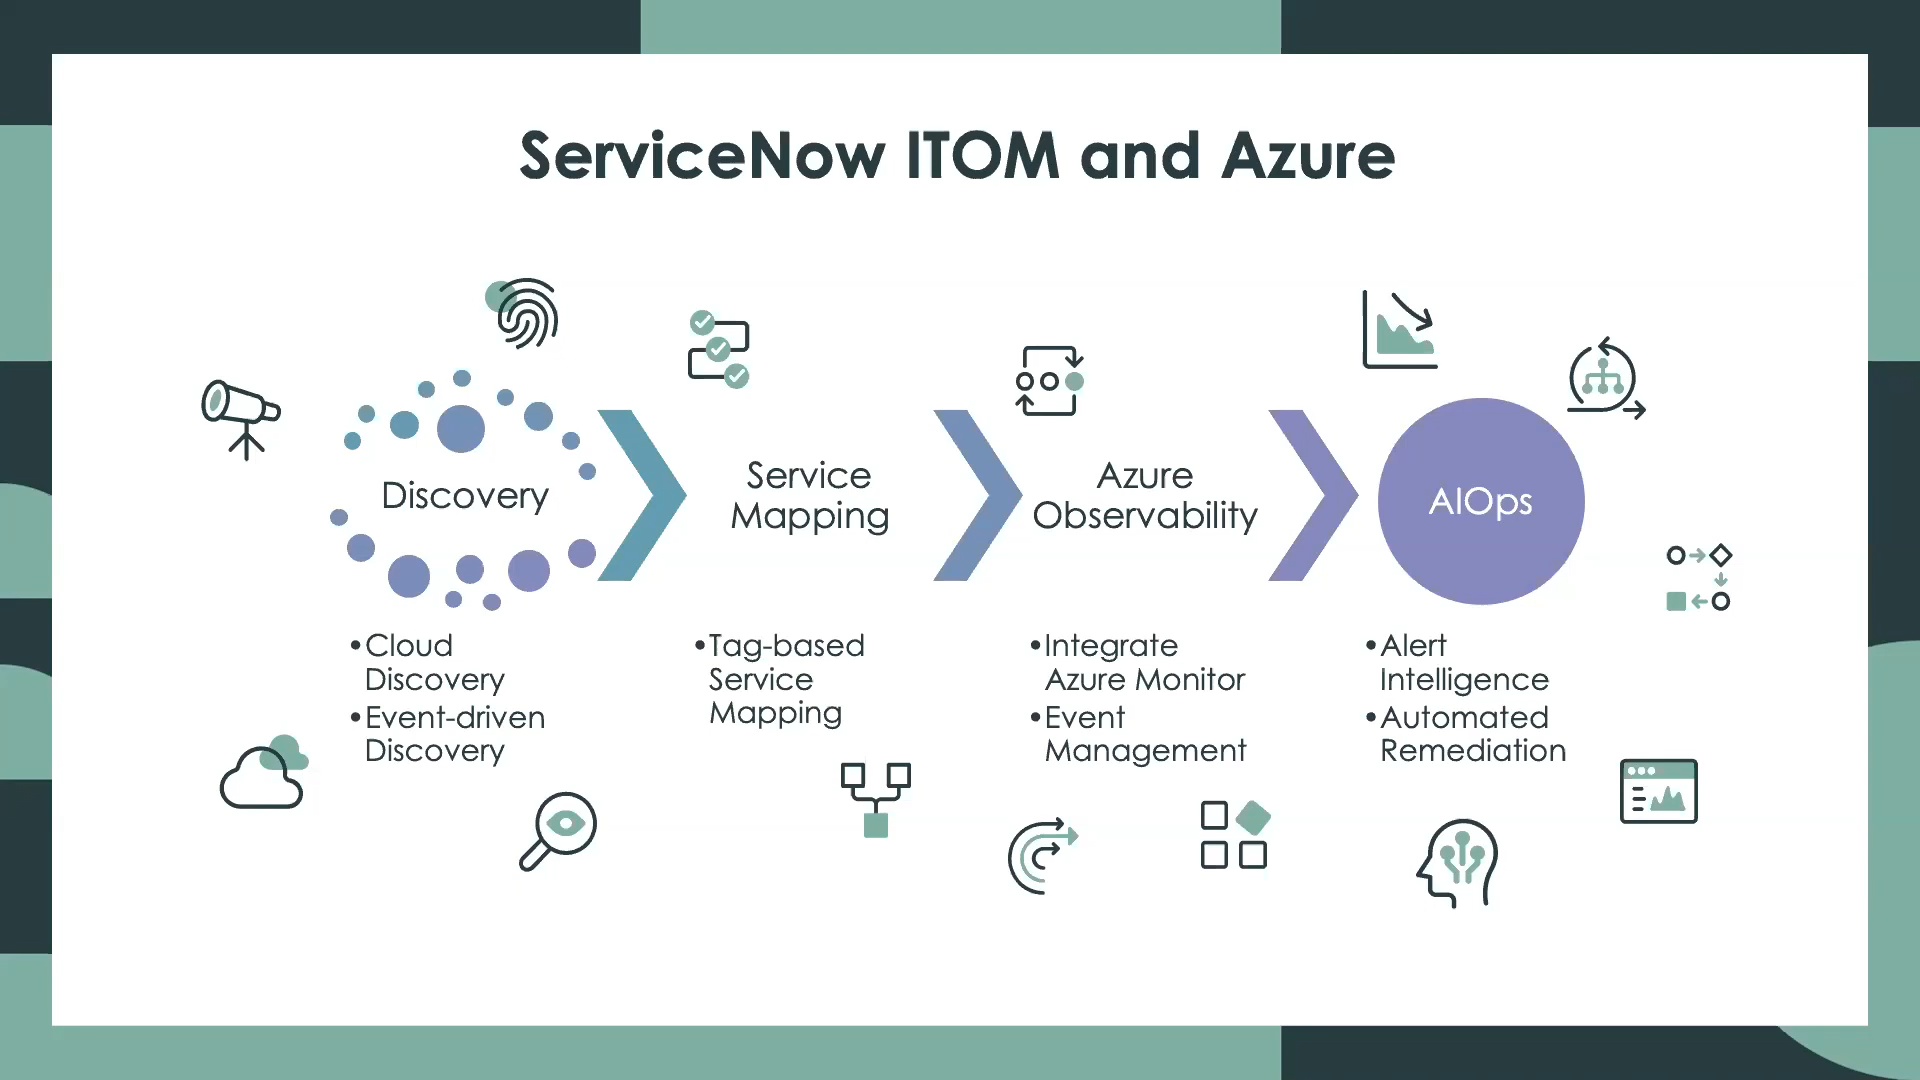 ServiceNow ITOM and Azure
Discovery
Service
Mapping
Azure
Observability
AIOps
•Cloud
Discovery
•Event-driven
Discovery
•Tag-based
Service
Mapping
•Integrate
Azure Monitor
•Event
Management
•Alert
Intelligence
•Automated
Remediation